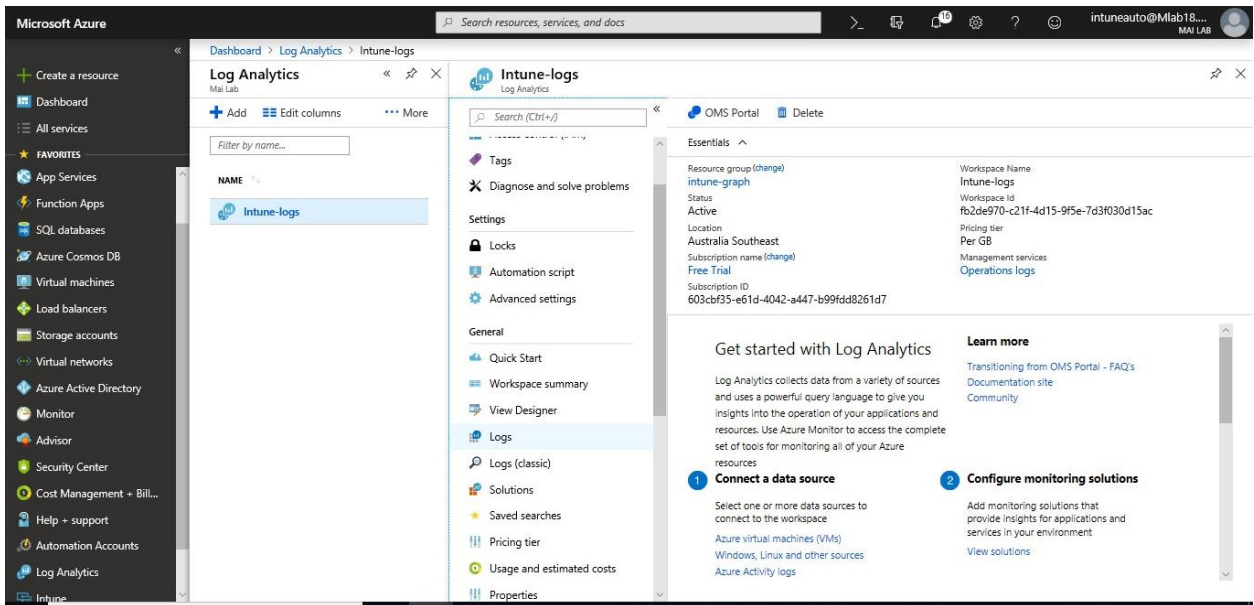 Microsoft Azure
Search resources, services, and docs
16
intuneauto@Mlab18....
MAI LAB
Create a resource
Dashboard
All services
FAVORITES
App Services
Function Apps
SQL databases
Azure Cosmos DB
Virtual machines
Load balancers
Storage accounts
Virtual networks
Azure Active Directory
Monitor
Advisor
Security Center
Cost Management + Bill...
Help + support
Automation Accounts
Log Analytics
Intune
Dashboard > Log Analytics > Intune-logs
Log Analytics
Mai Lab
Add Edit columns More
Filter by name...
NAME
Intune-logs
Intune-logs
Log Analytics
Search (Ctrl+/)
Tags
Diagnose and solve problems
Settings
Locks
Automation script
Advanced settings
General
Quick Start
Workspace summary
View Designer
Logs
Logs (classic)
Solutions
Saved searches
Pricing tier
Usage and estimated costs
Properties
OMS Portal Delete
Essentials
Resource group (change)
intune-graph
Status
Active
Location
Australia Southeast
Subscription name (change)
Free Trial
Subscription ID
603cbf35-e61d-4042-a447-b99fdd8261d7
Workspace Name
Intune-logs
Workspace Id
fb2de970-c21f-4d15-9f5e-7d3f030d15ac
Pricing tier
Per GB
Management services
Operations logs
Get started with Log Analytics
Log Analytics collects data from a variety of sources
and uses a powerful query language to give you
insights into the operation of your applications and
resources. Use Azure Monitor to access the complete
set of tools for monitoring all of your Azure
resources
Learn more
Transitioning from OMS Portal - FAQ's
Documentation site
Community
1 Connect a data source
Select one or more data sources to
connect to the workspace
Azure virtual machines (VMs)
Windows, Linux and other sources
Azure Activity logs
2 Configure monitoring solutions
Add monitoring solutions that
provide insights for applications and
services in your environment
View solutions